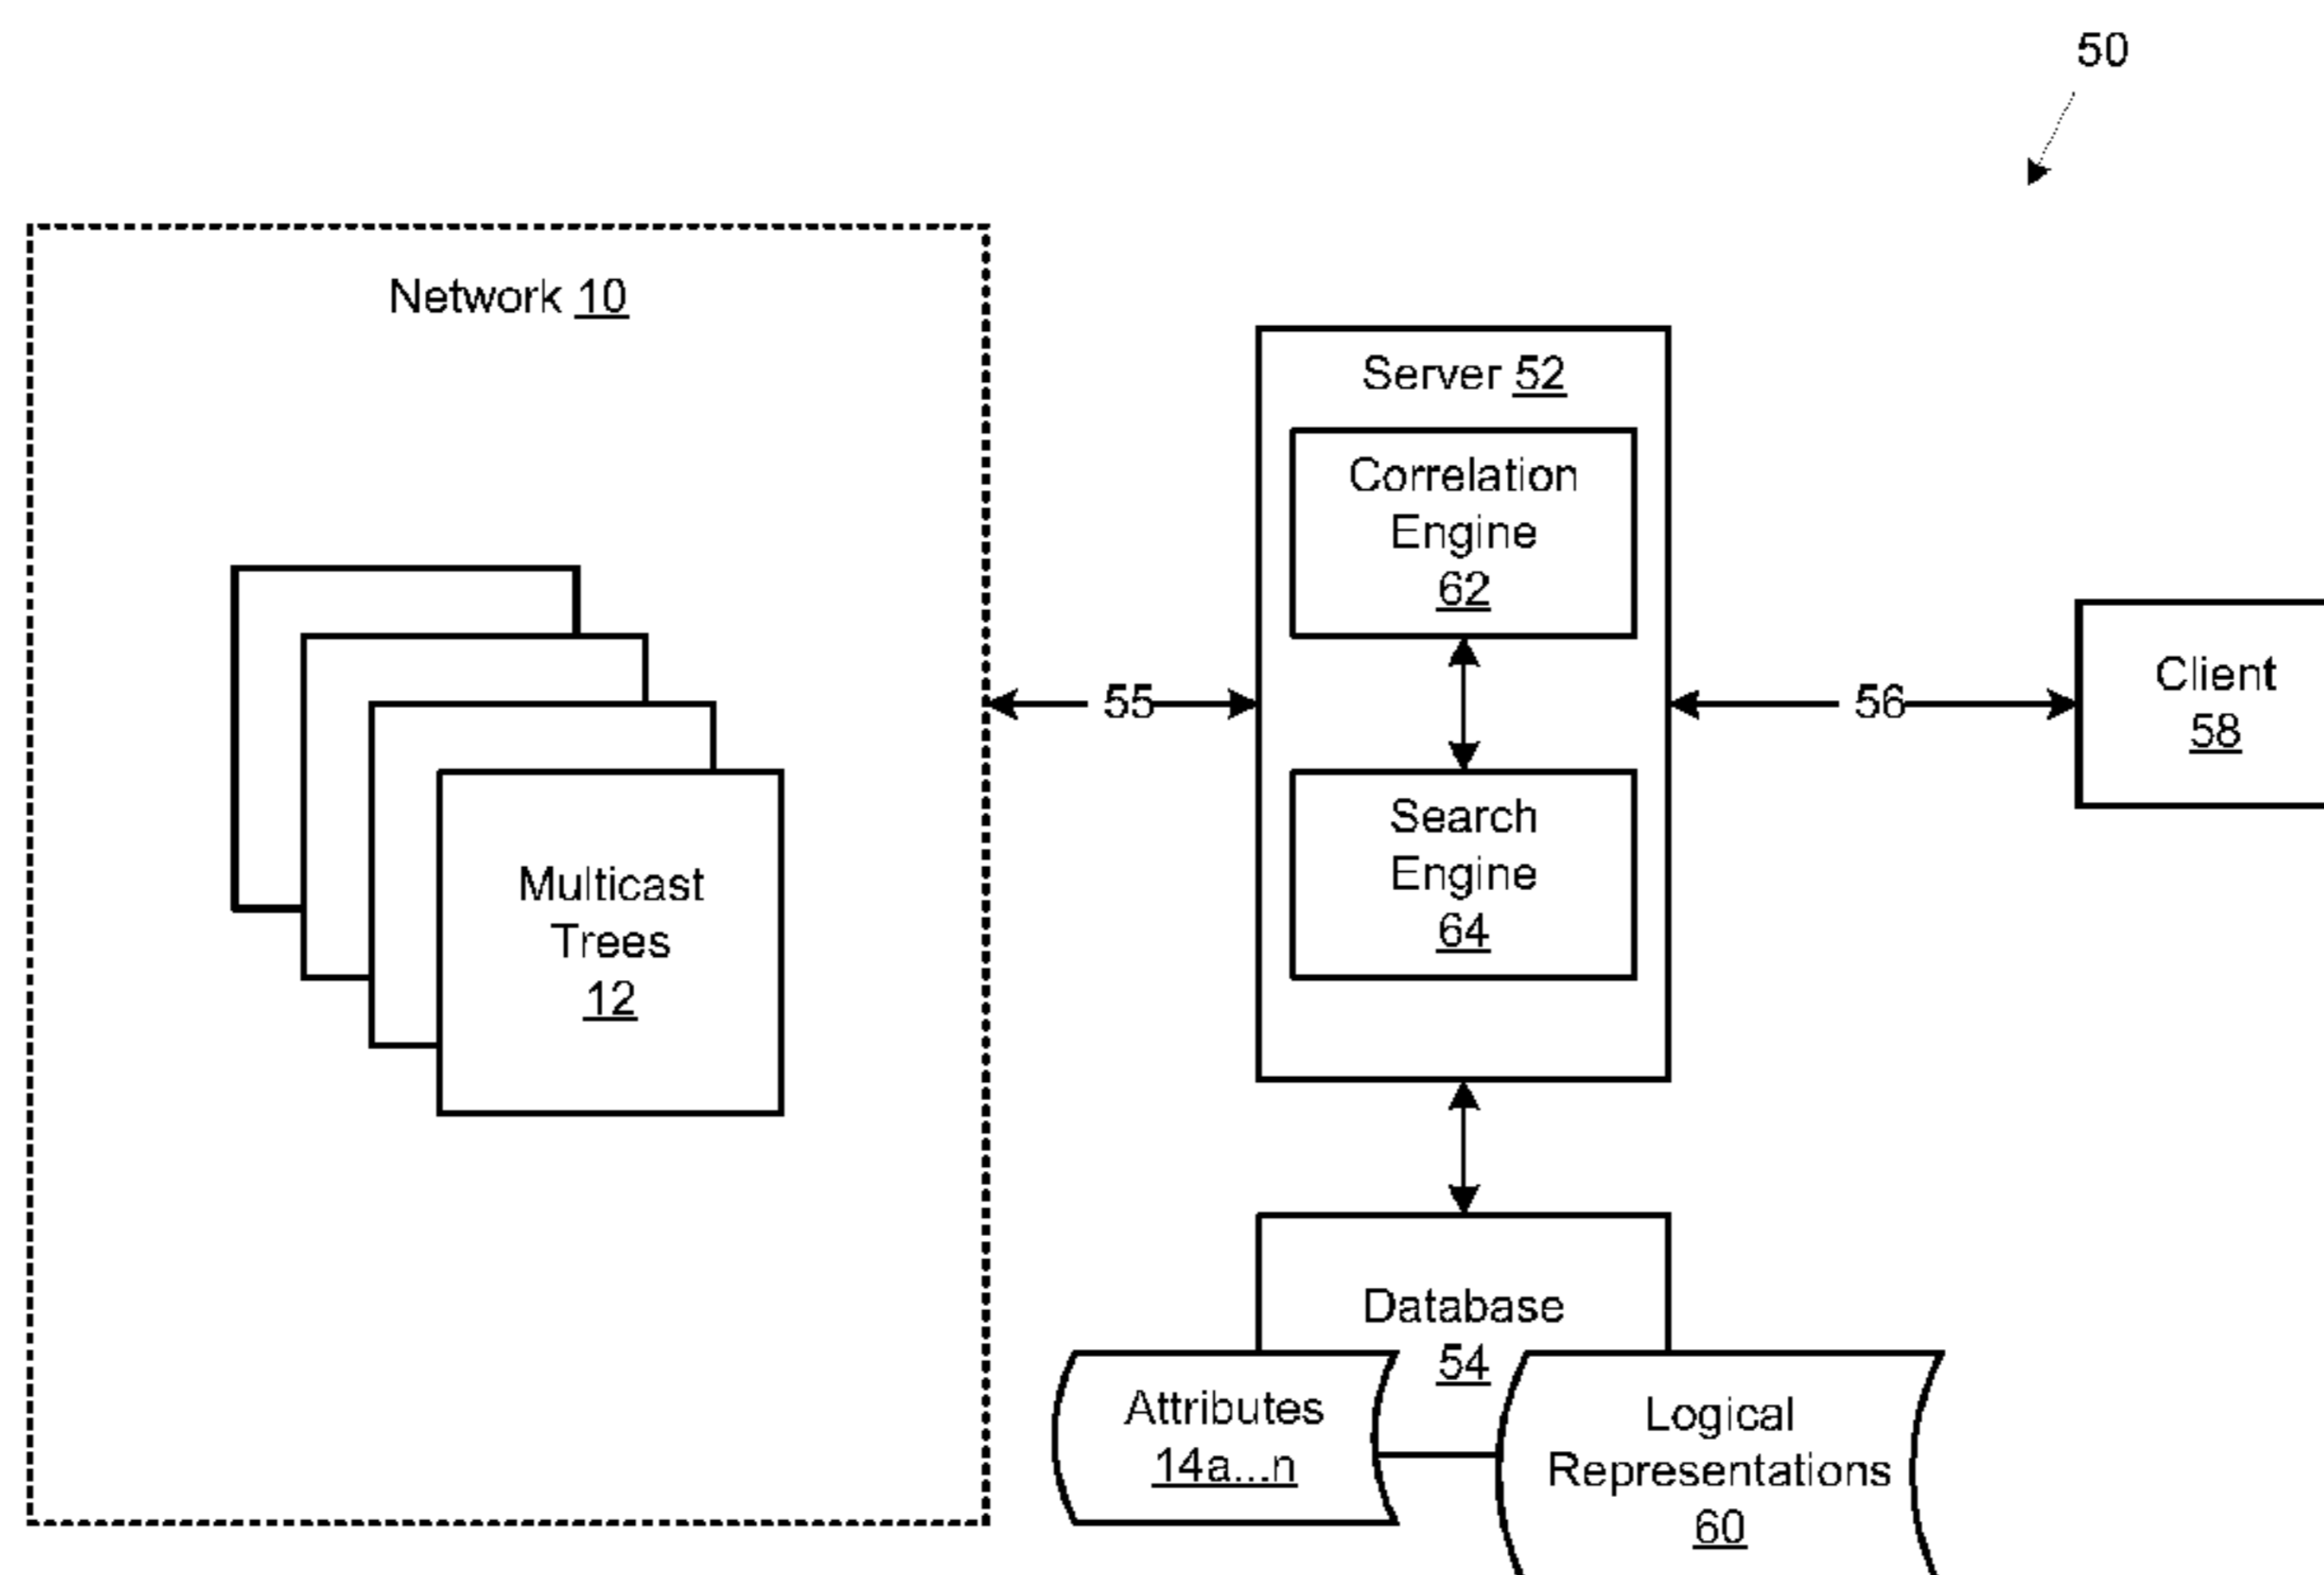 50
Network 10
Server 52
Correlation
Engine
62
55
56
Client
58
Search
Engine
64
Multicast
Trees
12
Database
54
Attributes
14a...n
Logical
Representations
60